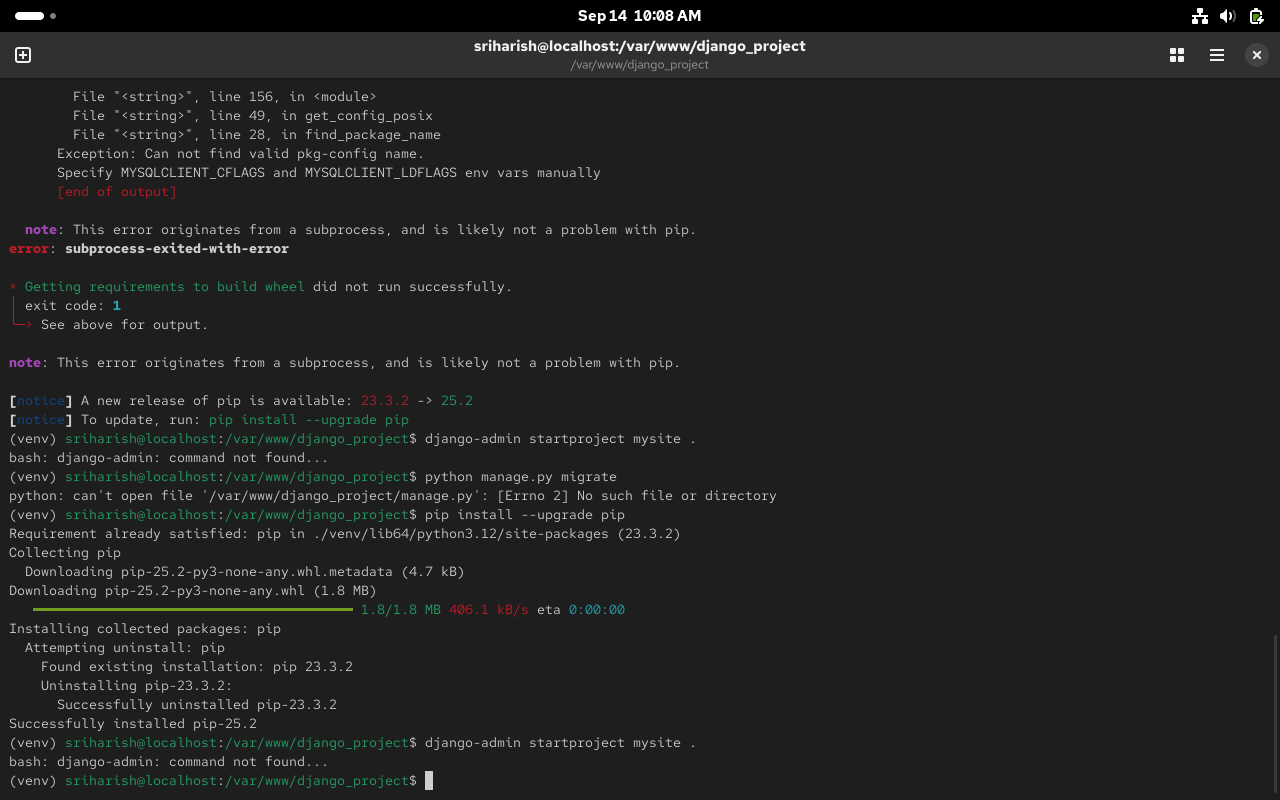 Sep 14 10:08 AM
sriharish@localhost:/var/www/django_project
/var/www/django_project
File "<string>", line 156, in <module>
File "<string>", line 49, in get_config_posix
File "<string>", line 28, in find_package_name
Exception: Can not find valid pkg-config name.
Specify MYSQLCLIENT_CFLAGS and MYSQLCLIENT_LDFLAGS env vars manually
[end of output]
note: This error originates from a subprocess, and is likely not a problem with pip.
error: subprocess-exited-with-error
× Getting requirements to build wheel did not run successfully.
│ exit code: 1
╰─> See above for output.
note: This error originates from a subprocess, and is likely not a problem with pip.
[notice] A new release of pip is available: 23.3.2 -> 25.2
[notice] To update, run: pip install --upgrade pip
(venv) sriharish@localhost:/var/www/django_project$ django-admin startproject mysite .
bash: django-admin: command not found...
(venv) sriharish@localhost:/var/www/django_project$ python manage.py migrate
python: can't open file '/var/www/django_project/manage.py': [Errno 2] No such file or directory
(venv) sriharish@localhost:/var/www/django_project$ pip install --upgrade pip
Requirement already satisfied: pip in ./venv/lib64/python3.12/site-packages (23.3.2)
Collecting pip
Downloading pip-25.2-py3-none-any.whl.metadata (4.7 kB)
Downloading pip-25.2-py3-none-any.whl (1.8 MB)
1.8/1.8 MB 406.1 kB/s eta 0:00:00
Installing collected packages: pip
Attempting uninstall: pip
Found existing installation: pip 23.3.2
Uninstalling pip-23.3.2:
Successfully uninstalled pip-23.3.2
Successfully installed pip-25.2
(venv) sriharish@localhost:/var/www/django_project$ django-admin startproject mysite .
bash: django-admin: command not found...
(venv) sriharish@localhost:/var/www/django_project$